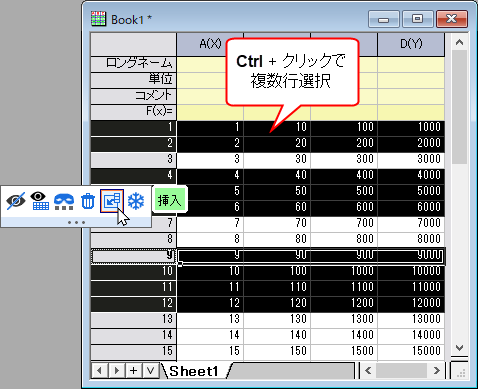 Book1 *
A(X) D(Y)
Ctrl + クリックで
複数行選択
ロングネーム
単位
コメント
F(x)=
1 1 10 100 1000
2 2 20 200 2000
3 3 30 300 3000
4 4 40 400 4000
5 50 500 5000
6 60 600 6000
挿入
7 7 70 700 7000
8 8 80 800 8000
9 9 90 900 9000
10 10 100 1000 10000
11 11 110 1100 11000
12 12 120 1200 12000
13 13 130 1300 13000
14 14 140 1400 14000
15 15 150 1500 15000
Sheet1